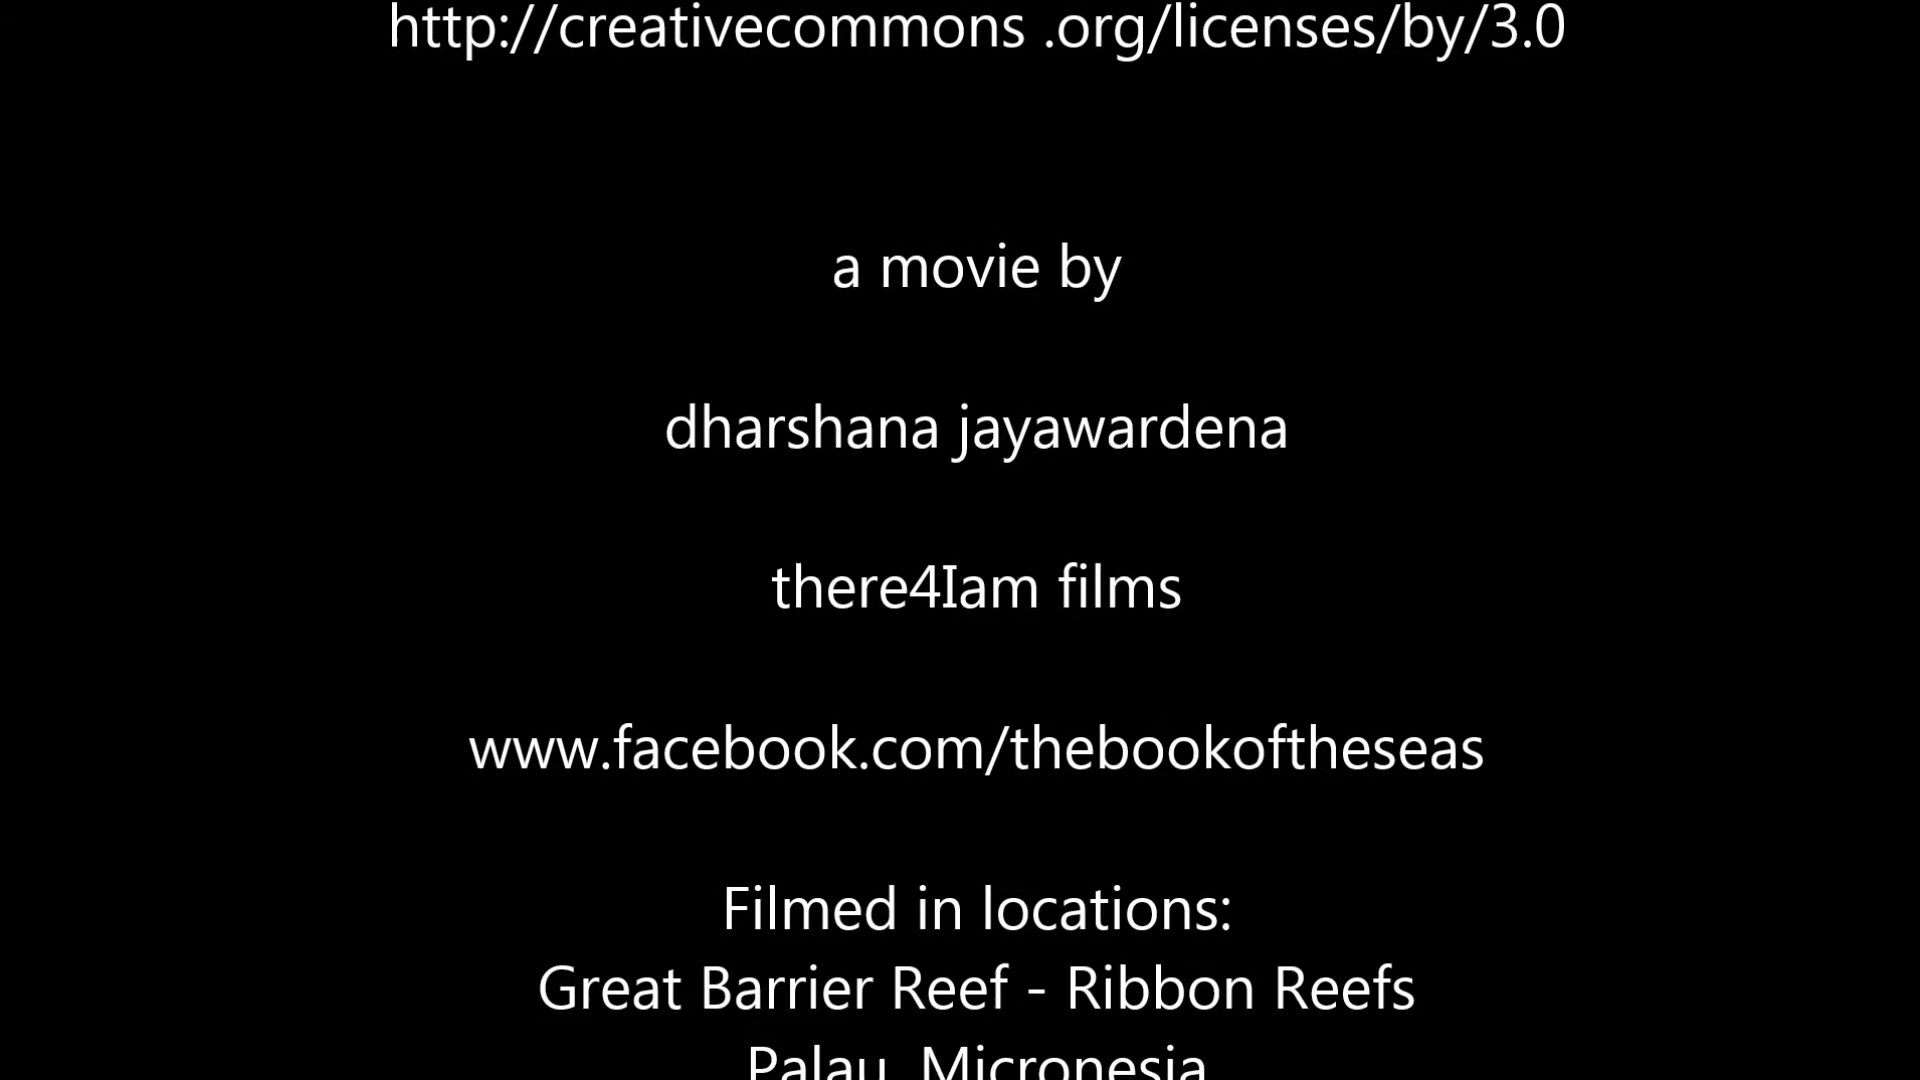 http://creativecommons .org/licenses/by/3.0
a movie by
dharshana jayawardena
there4Iam films
www.facebook.com/thebookoftheseas
Filmed in locations:
Great Barrier Reef - Ribbon Reefs
Palau, Micronesia